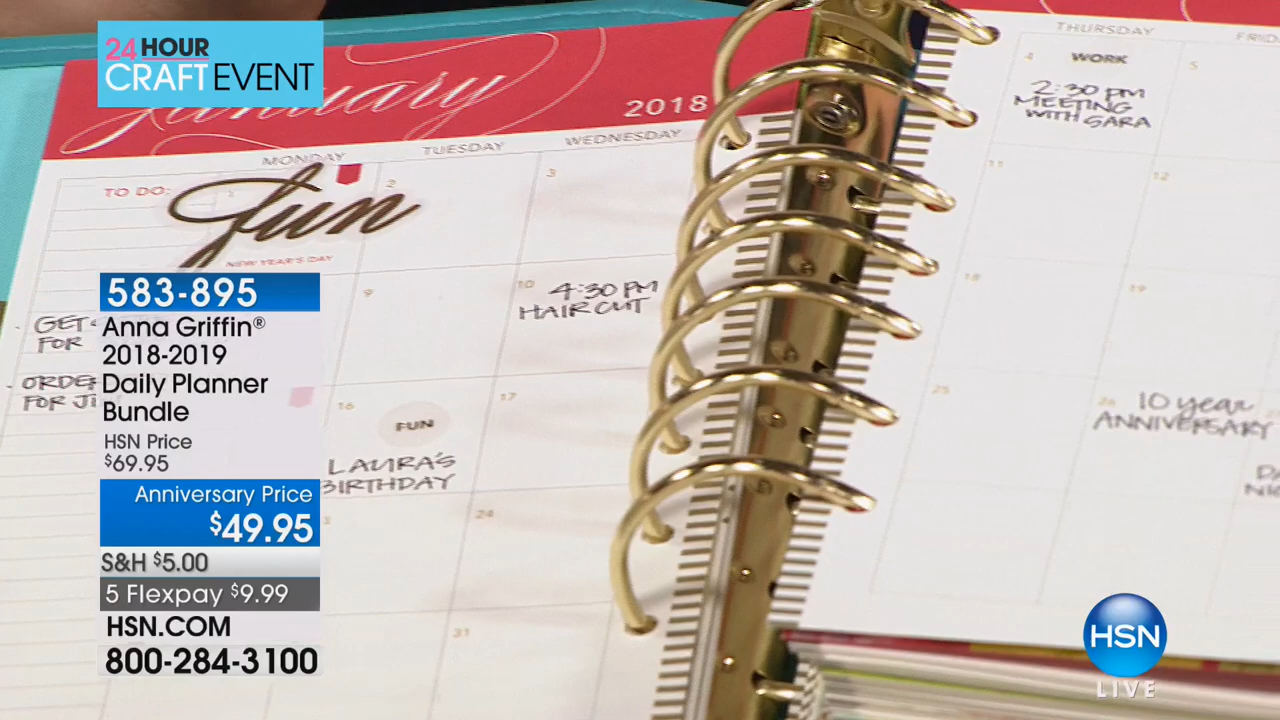 24 HOUR
CRAFT EVENT
January
2018
MONDAY
TUESDAY
WEDNESDAY
THURSDAY
TO DO:
1
2
3
4
5
Fun
NEW YEAR'S DAY
WORK
2:30 PM
MEETING
WITH SARA
9
10
11
12
4:30 PM
HAIRCUT
GET
FOR
FOR
16
17
18
19
FUN
LAURA'S
BIRTHDAY
24
25
26
10 year
ANNIVERSARY
31
583-895
Anna Griffin®
2018-2019
Daily Planner
Bundle
HSN Price
$69.95
Anniversary Price
$49.95
S&H $5.00
5 Flexpay $9.99
HSN.COM
800-284-3100
HSN
LIVE